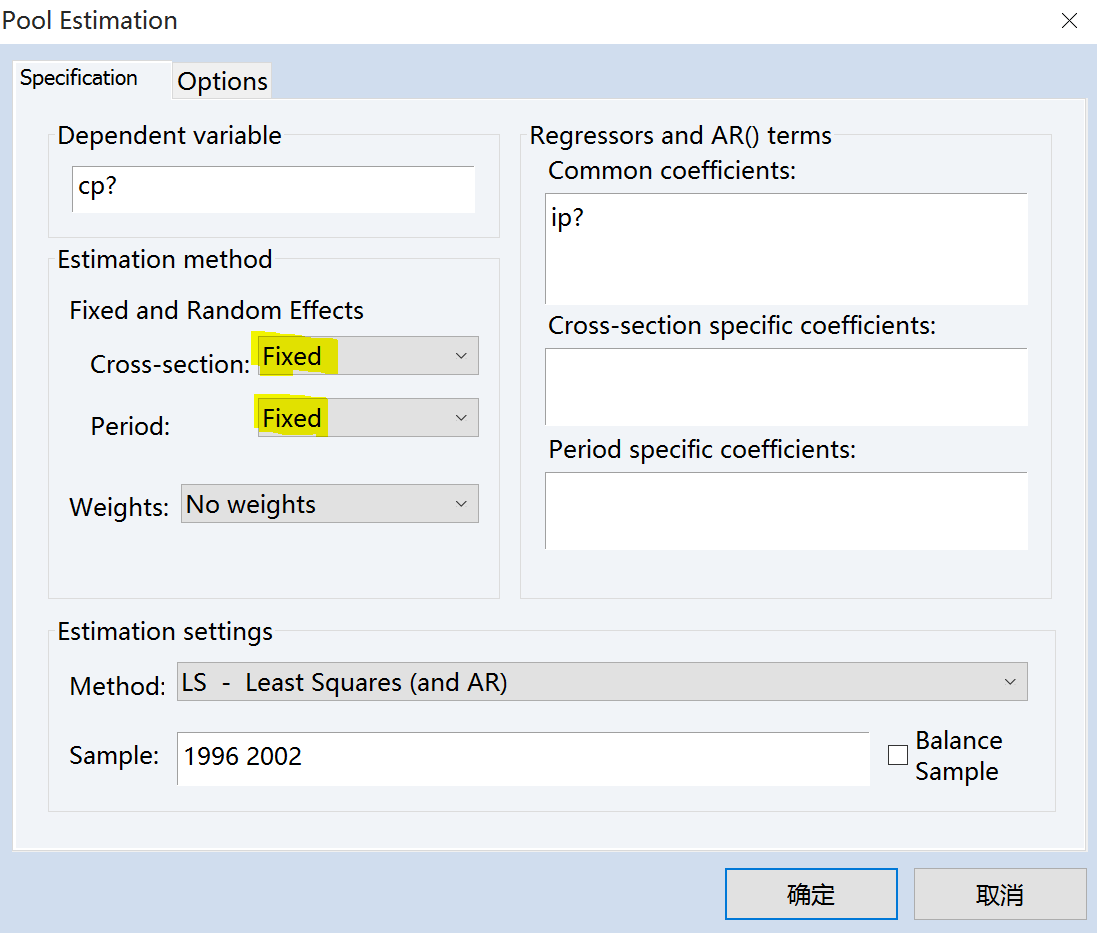 Pool Estimation
Specification
Options
Dependent variable
cp?
Estimation method
Fixed and Random Effects
Cross-section: Fixed
Period: Fixed
Weights: No weights
Regressors and AR() terms
Common coefficients:
ip?
Cross-section specific coefficients:
Period specific coefficients:
Estimation settings
Method: LS - Least Squares (and AR)
Sample: 1996 2002
Balance
Sample
确定
取消